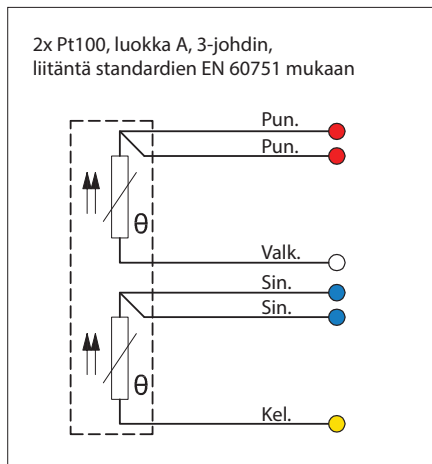 2x Pt100, luokka A, 3-johdin,
liitäntä standardien EN 60751 mukaan
Pun.
Pun.
θ
Valk.
Sin.
Sin.
θ
Kel.